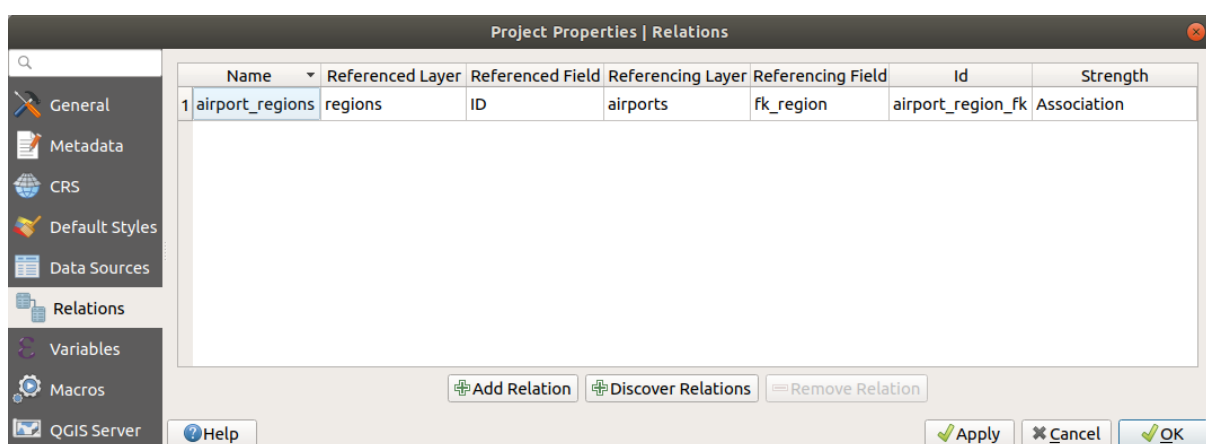 Project Properties | Relations
General
Metadata
CRS
Default Styles
Data Sources
Relations
Variables
Macros
QGIS Server
Name Referenced Layer Referenced Field Referencing Layer Referencing Field Id Strength
1 airport_regions regions ID airports fk_region airport_region_fk Association
Add Relation Discover Relations Remove Relation
Help Apply Cancel OK